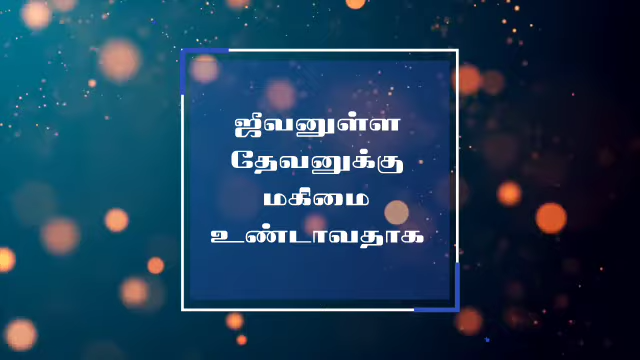 ஜீவனுள்ள
தேவனுக்கு
மகிமை
உண்டாவதாக